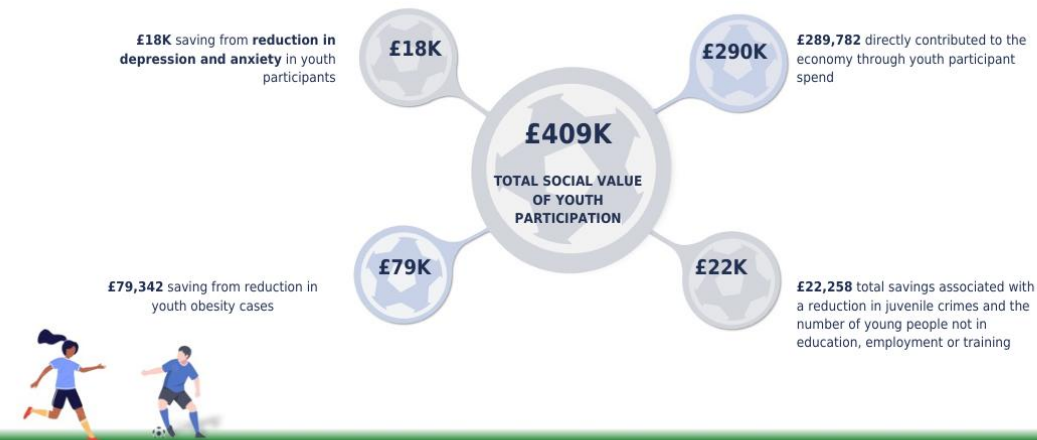 £18K saving from reduction in
depression and anxiety in youth
participants
£18K
£290K
£289,782 directly contributed to the
economy through youth participant
spend
£409K
TOTAL SOCIAL VALUE
OF YOUTH
PARTICIPATION
£79,342 saving from reduction in
youth obesity cases
£79K
£22K
£22,258 total savings associated with
a reduction in juvenile crimes and the
number of young people not in
education, employment or training